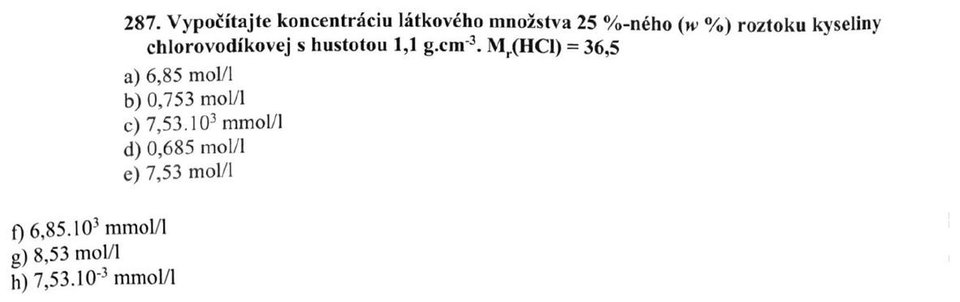 287. Vypočítajte koncentráciu látkového množstva 25 %-ného (w %) roztoku kyseliny
chlorovodíkovej s hustotou 1,1 g.cm⁻³. Mᵣ(HCl) = 36,5
a) 6,85 mol/l
b) 0,753 mol/l
c) 7,53.10³ mmol/l
d) 0,685 mol/l
e) 7,53 mol/l
f) 6,85.10³ mmol/l
g) 8,53 mol/l
h) 7,53.10⁻³ mmol/l